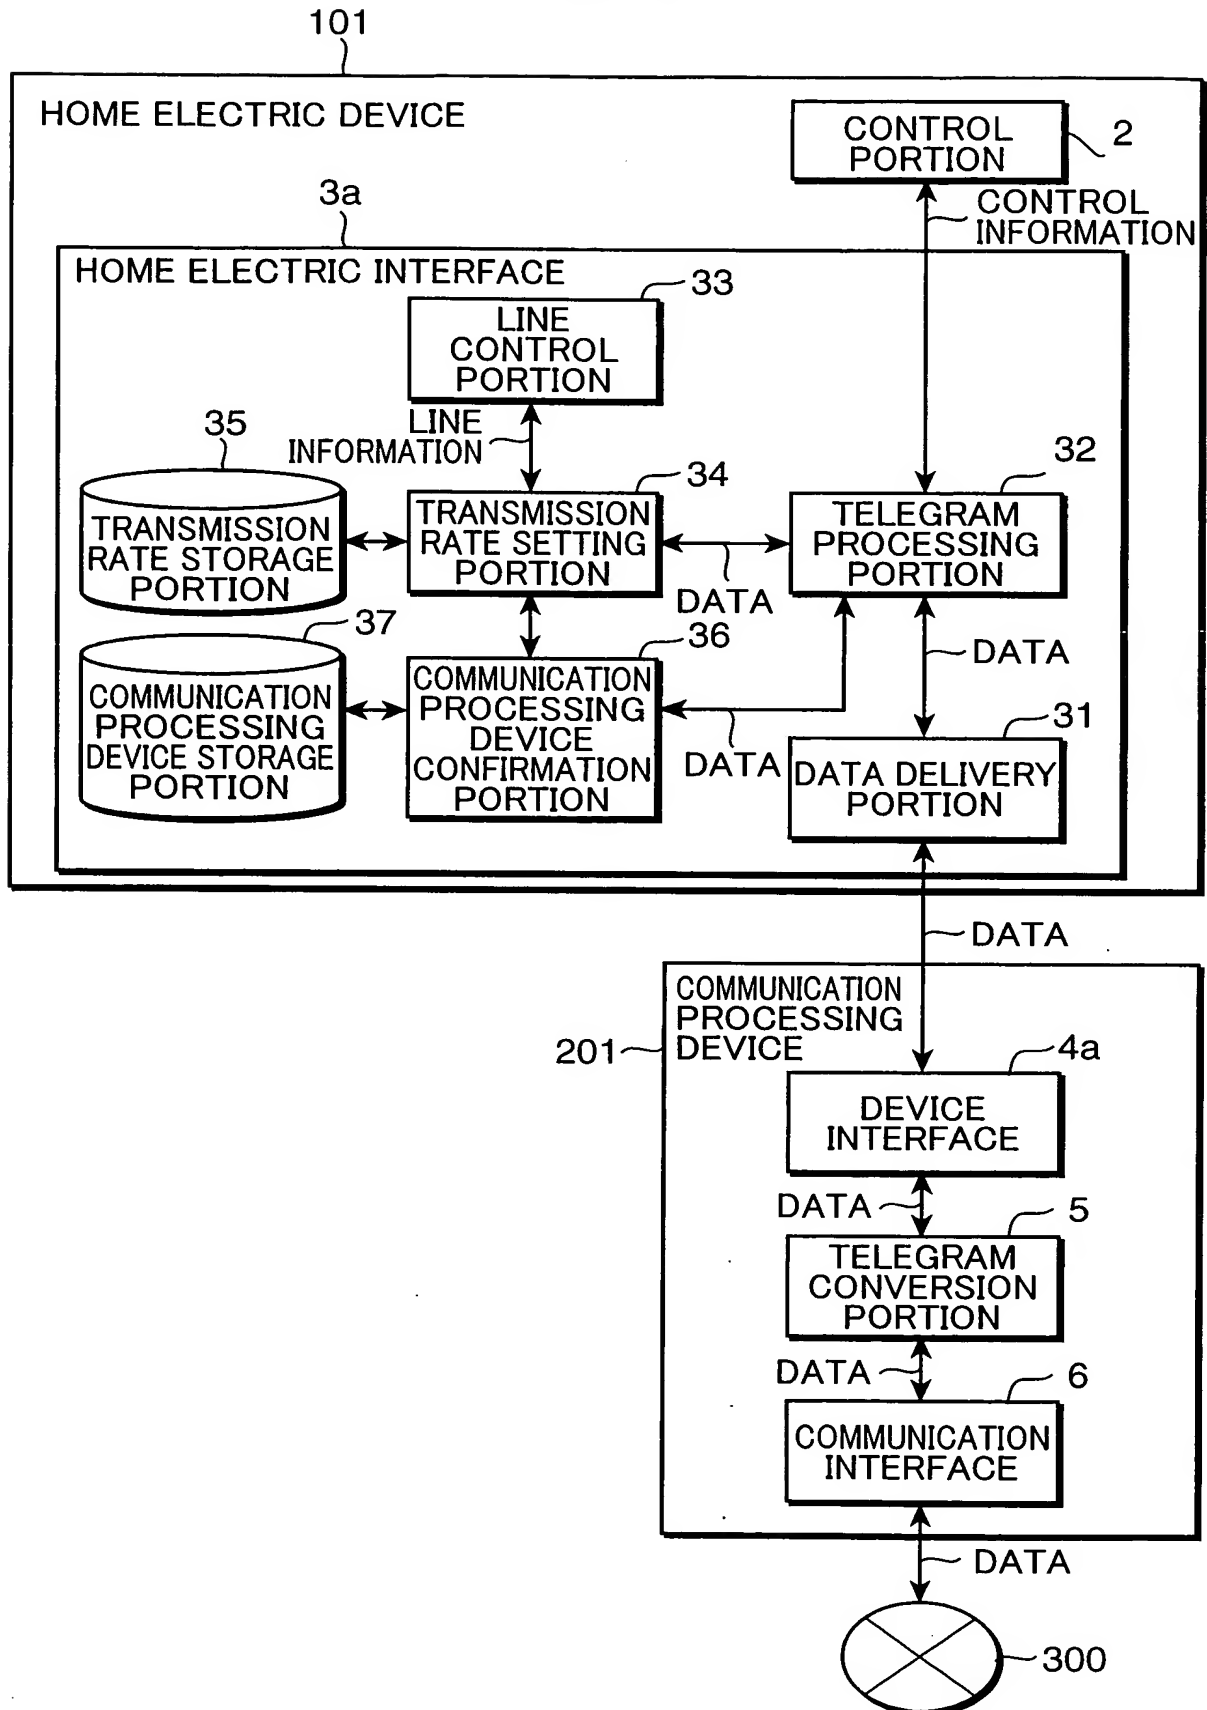 101
HOME ELECTRIC DEVICE
CONTROL
PORTION
2
3a
CONTROL
INFORMATION
HOME ELECTRIC INTERFACE
33
LINE
CONTROL
PORTION
LINE
INFORMATION
35
34
32
TRANSMISSION
RATE STORAGE
PORTION
TRANSMISSION
RATE SETTING
PORTION
TELEGRAM
PROCESSING
PORTION
DATA
37
36
DATA
COMMUNICATION
PROCESSING
DEVICE STORAGE
PORTION
COMMUNICATION
PROCESSING
DEVICE
CONFIRMATION
PORTION
DATA
31
DATA DELIVERY
PORTION
DATA
COMMUNICATION
PROCESSING
DEVICE
201
4a
DEVICE
INTERFACE
DATA
5
TELEGRAM
CONVERSION
PORTION
DATA
6
COMMUNICATION
INTERFACE
DATA
300